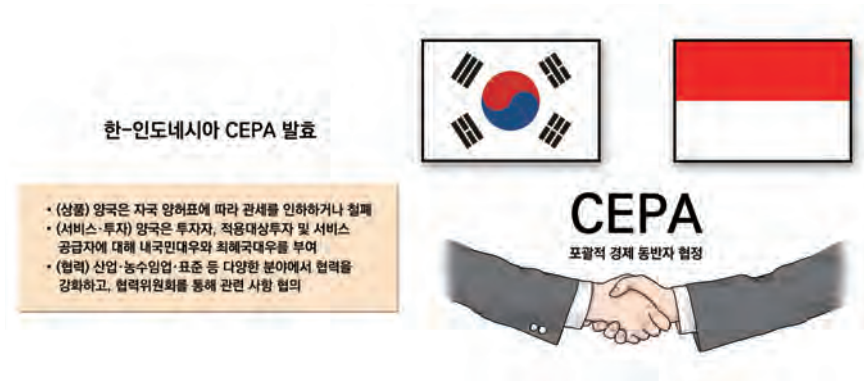 한-인도네시아 CEPA 발효
• (상품) 양국은 자국 양허표에 따라 관세를 인하하거나 철폐
• (서비스·투자) 양국은 투자자, 적용대상투자 및 서비스
공급자에 대해 내국민대우와 최혜국대우를 부여
• (협력) 산업·농수임업·표준 등 다양한 분야에서 협력을
강화하고, 협력위원회를 통해 관련 사항 협의
CEPA
포괄적 경제 동반자 협정